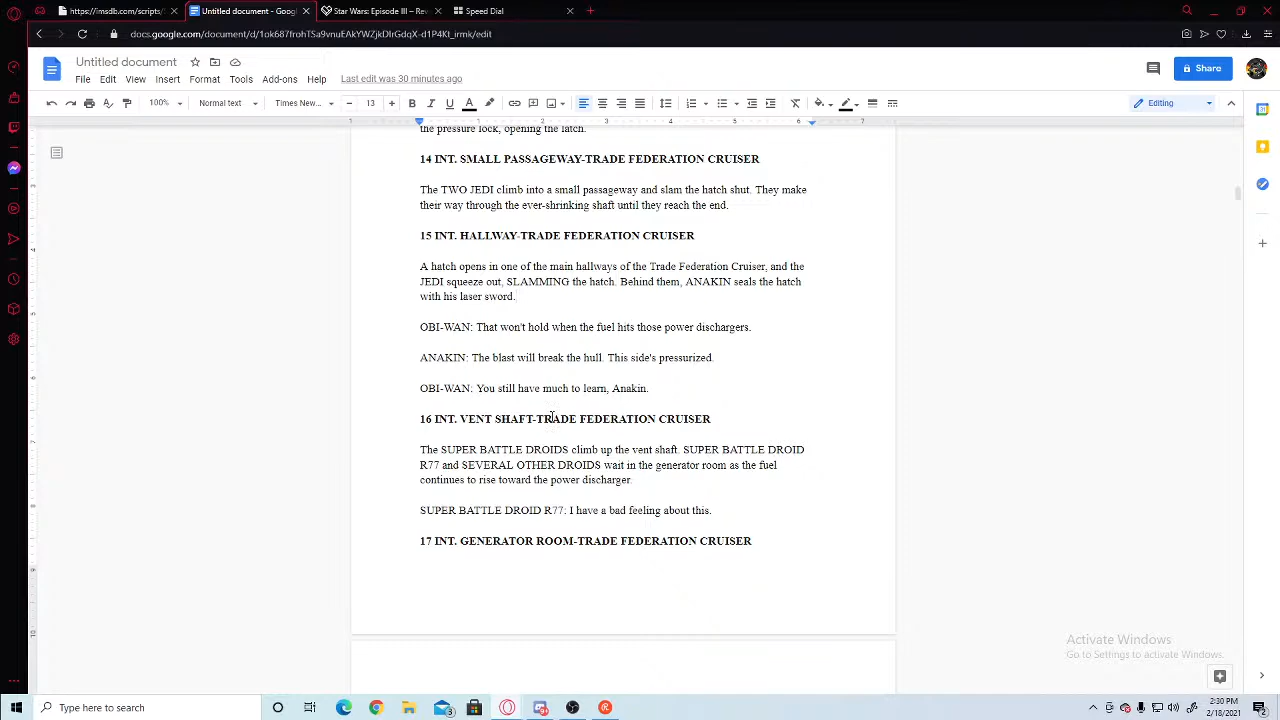 https://imsdb.com/scripts/S
Untitled document - Googl
Star Wars: Episode III – Rev
Speed Dial
docs.google.com/document/d/1ok687frohTSa9vnuEAkYWZjkDIrGdqX-d1P4Kt_irmk/edit
Untitled document
File Edit View Insert Format Tools Add-ons Help Last edit was 30 minutes ago
Share
100% Normal text Times New... 13
the pressure lock, opening the latch.
14 INT. SMALL PASSAGEWAY-TRADE FEDERATION CRUISER
The TWO JEDI climb into a small passageway and slam the hatch shut. They make
their way through the ever-shrinking shaft until they reach the end.
15 INT. HALLWAY-TRADE FEDERATION CRUISER
A hatch opens in one of the main hallways of the Trade Federation Cruiser, and the
JEDI squeeze out, SLAMMING the hatch. Behind them, ANAKIN seals the hatch
with his laser sword.
OBI-WAN: That won't hold when the fuel hits those power dischargers.
ANAKIN: The blast will break the hull. This side's pressurized.
OBI-WAN: You still have much to learn, Anakin.
16 INT. VENT SHAFT-TRADE FEDERATION CRUISER
The SUPER BATTLE DROIDS climb up the vent shaft. SUPER BATTLE DROID
R77 and SEVERAL OTHER DROIDS wait in the generator room as the fuel
continues to rise toward the power discharger.
SUPER BATTLE DROID R77: I have a bad feeling about this.
17 INT. GENERATOR ROOM-TRADE FEDERATION CRUISER
Activate Windows
Go to Settings to activate Windows.
Type here to search
2:30 PM
2/18/2021